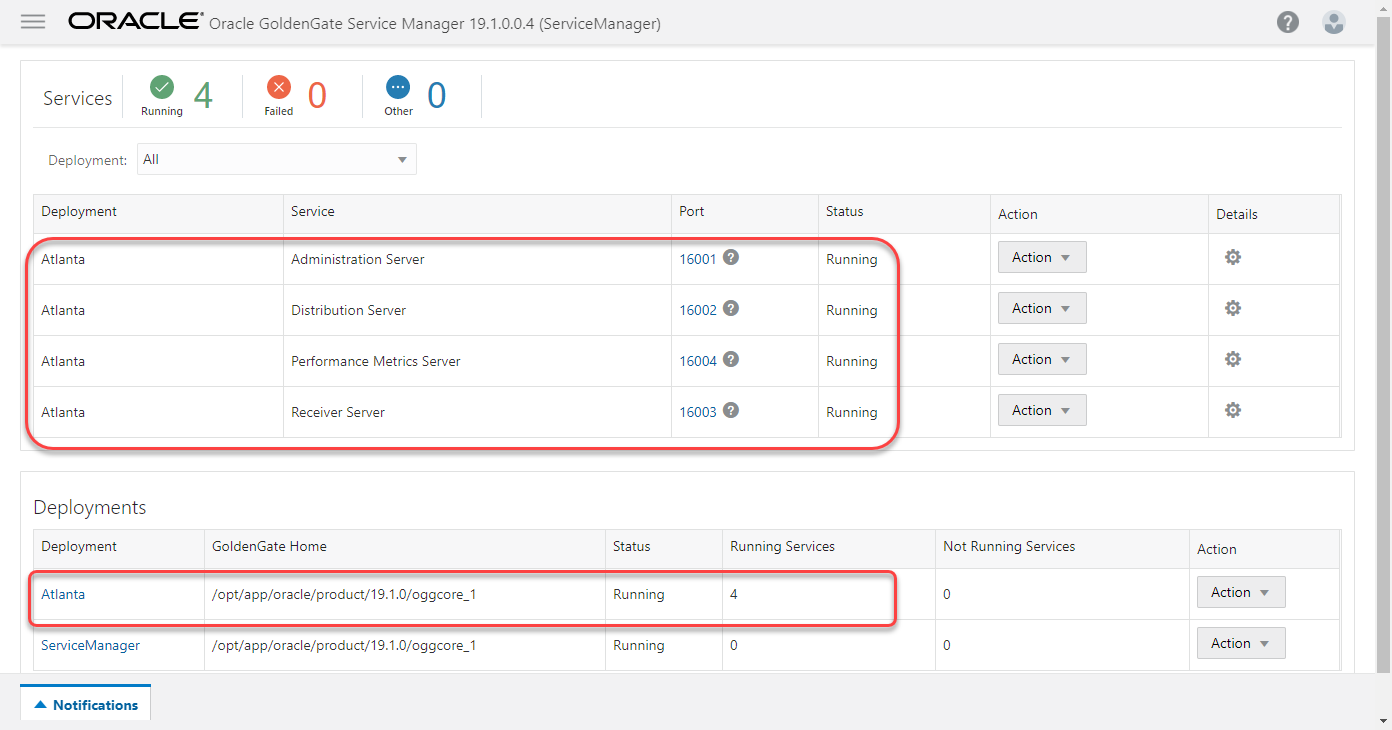 ORACLE® Oracle GoldenGate Service Manager 19.1.0.0.4 (ServiceManager) ?
Services Running 4 Failed 0 Other 0
Deployment: All
Deployment Service Port Status Action Details
Atlanta Administration Server 16001 ? Running Action
Atlanta Distribution Server 16002 ? Running Action
Atlanta Performance Metrics Server 16004 ? Running Action
Atlanta Receiver Server 16003 ? Running Action
Deployments
Deployment GoldenGate Home Status Running Services Not Running Services Action
Atlanta /opt/app/oracle/product/19.1.0/oggcore_1 Running 4 0 Action
ServiceManager /opt/app/oracle/product/19.1.0/oggcore_1 Running 0 0 Action
Notifications